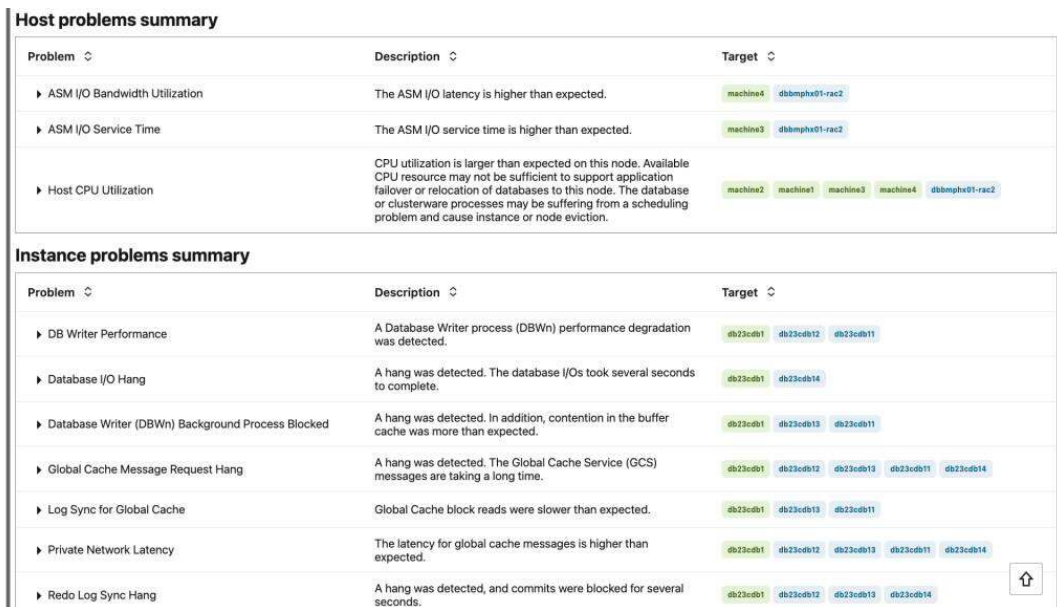 Host problems summary
Problem Description Target
ASM I/O Bandwidth Utilization The ASM I/O latency is higher than expected. machine4 dbbmphx01-rac2
ASM I/O Service Time The ASM I/O service time is higher than expected. machine3 dbbmphx01-rac2
CPU utilization is larger than expected on this node. Available
CPU resource may not be sufficient to support application
Host CPU Utilization failover or relocation of databases to this node. The database machine2 machine1 machine3 machine4 dbbmphx01-rac2
or clusterware processes may be suffering from a scheduling
problem and cause instance or node eviction.
Instance problems summary
Problem Description Target
DB Writer Performance A Database Writer process (DBWn) performance degradation
was detected. db23cdb1 db23cdb12 db23cdb11
Database I/O Hang A hang was detected. The database I/Os took several seconds
to complete. db23cdb1 db23cdb14
Database Writer (DBWn) Background Process Blocked A hang was detected. In addition, contention in the buffer
cache was more than expected. db23cdb1 db23cdb13 db23cdb11
Global Cache Message Request Hang A hang was detected. The Global Cache Service (GCS)
messages are taking a long time. db23cdb1 db23cdb12 db23cdb13 db23cdb11 db23cdb14
Log Sync for Global Cache Global Cache block reads were slower than expected. db23cdb1 db23cdb13 db23cdb11
Private Network Latency The latency for global cache messages is higher than
expected. db23cdb1 db23cdb12 db23cdb13 db23cdb11 db23cdb14
Redo Log Sync Hang A hang was detected, and commits were blocked for several
seconds. db23cdb1 db23cdb12 db23cdb13 db23cdb14